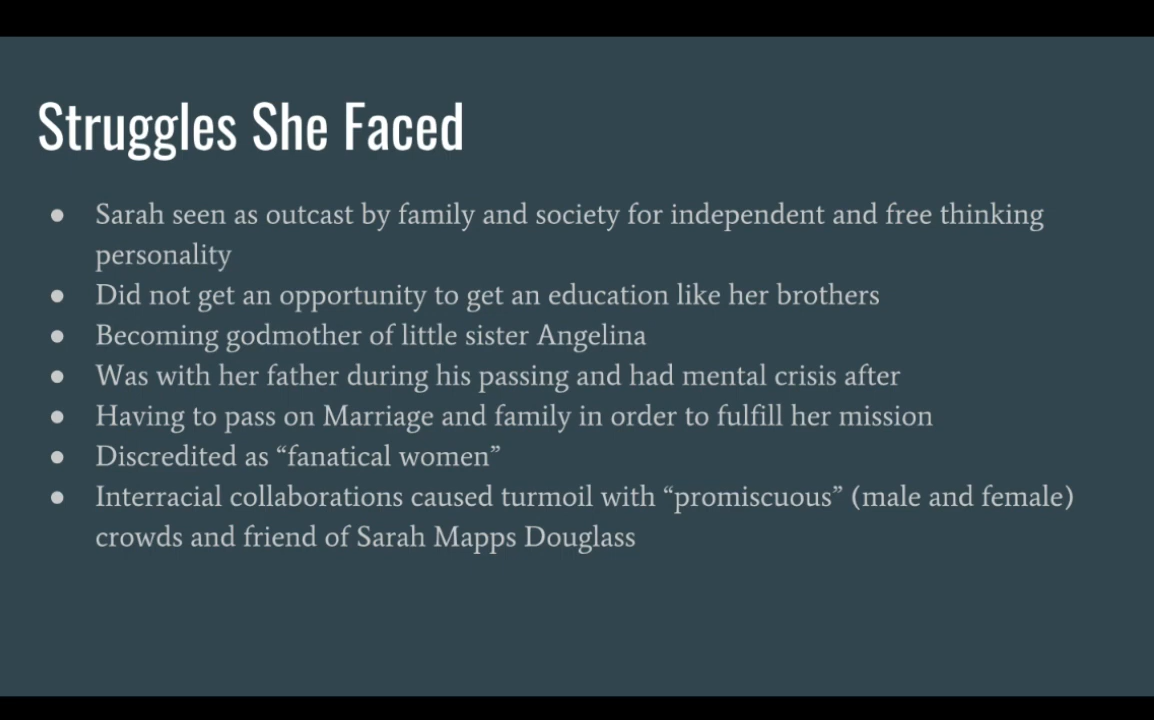 Struggles She Faced
● Sarah seen as outcast by family and society for independent and free thinking
personality
● Did not get an opportunity to get an education like her brothers
● Becoming godmother of little sister Angelina
● Was with her father during his passing and had mental crisis after
● Having to pass on Marriage and family in order to fulfill her mission
● Discredited as “fanatical women”
● Interracial collaborations caused turmoil with “promiscuous” (male and female)
crowds and friend of Sarah Mapps Douglass